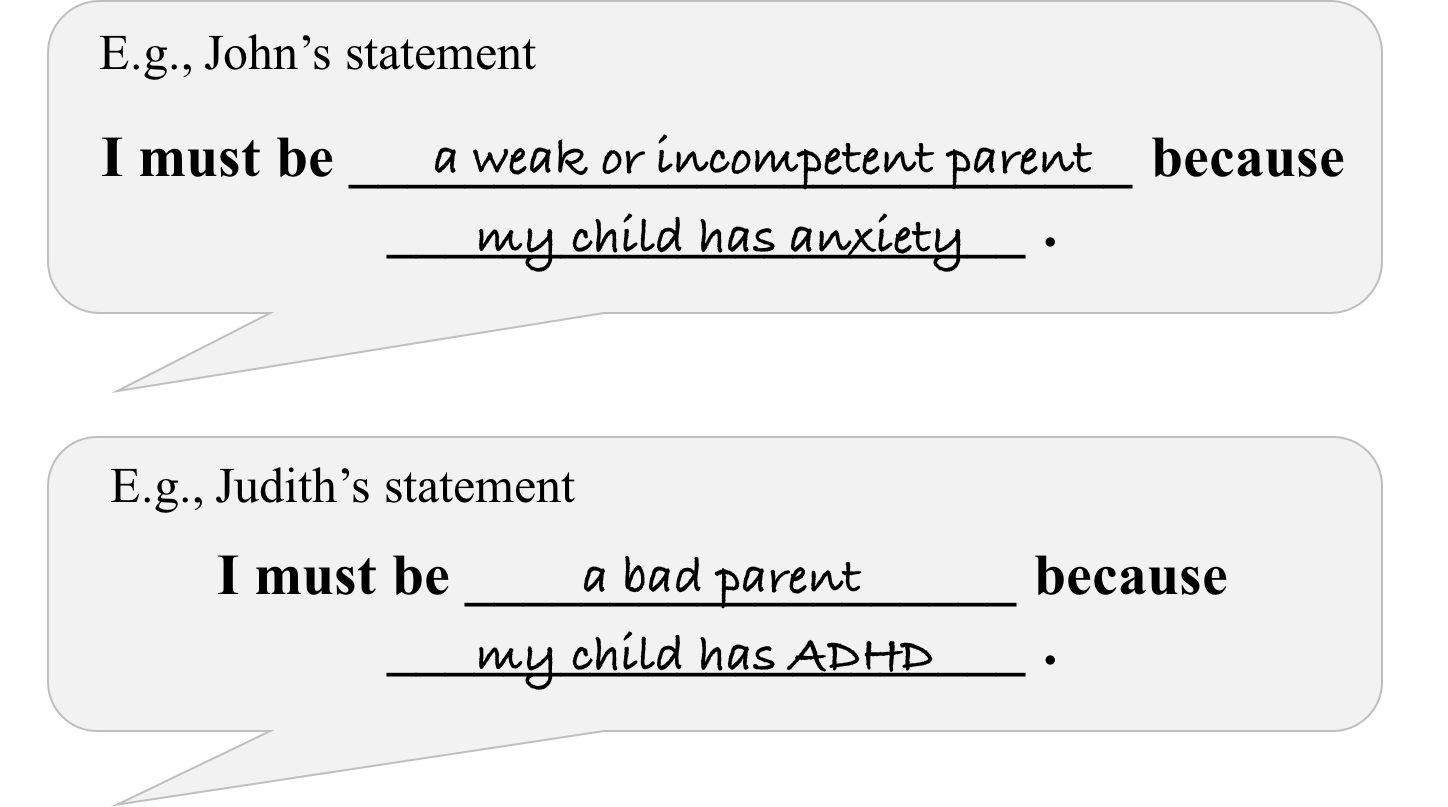 E.g., John’s statement
I must be a weak or incompetent parent because
my child has anxiety .
E.g., Judith’s statement
I must be a bad parent because
my child has ADHD .